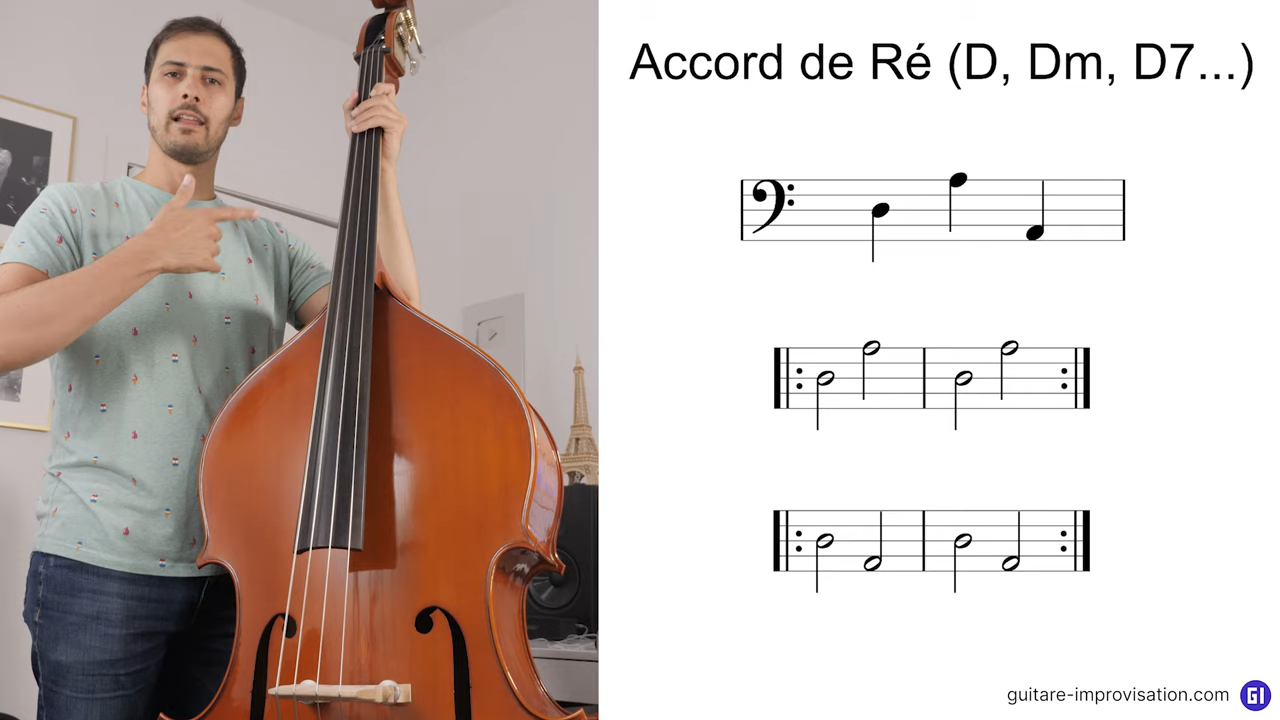 Accord de Ré (D, Dm, D7...)
guitare-improvisation.com GI